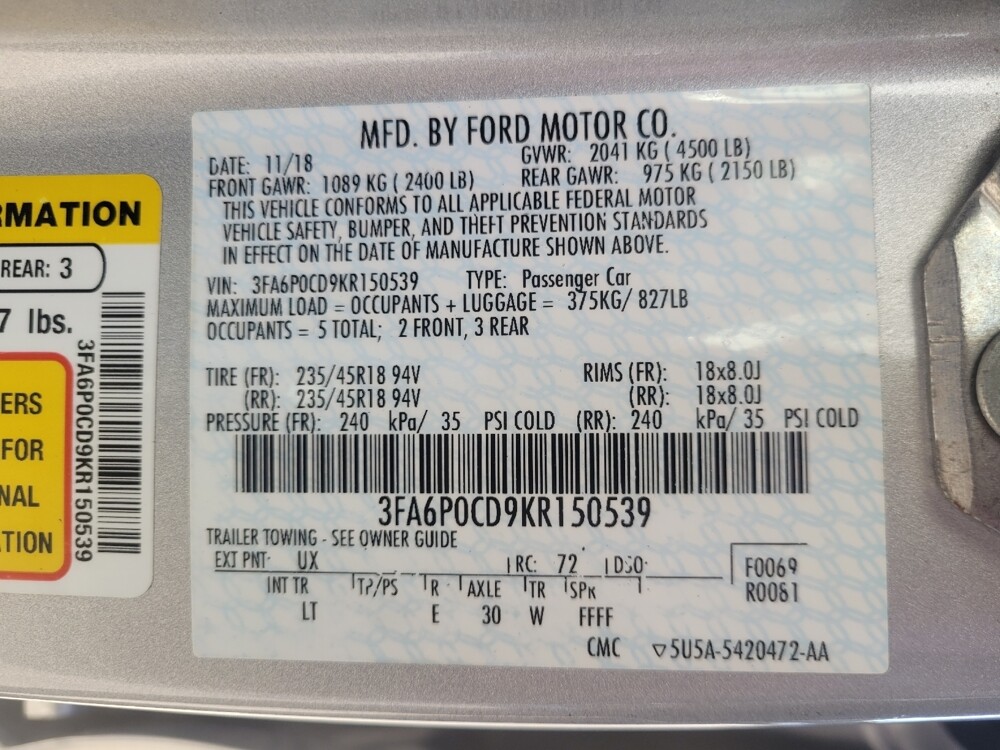 RMATION
REAR: 3
7 lbs.
ERS
FOR
NAL
TION
3FA6P0CD9KR150539
MFD. BY FORD MOTOR CO.
DATE: 11/18 GVWR: 2041 KG ( 4500 LB)
FRONT GAWR: 1089 KG ( 2400 LB) REAR GAWR: 975 KG ( 2150 LB)
THIS VEHICLE CONFORMS TO ALL APPLICABLE FEDERAL MOTOR
VEHICLE SAFETY, BUMPER, AND THEFT PREVENTION STANDARDS
IN EFFECT ON THE DATE OF MANUFACTURE SHOWN ABOVE.
VIN: 3FA6P0CD9KR150539 TYPE: Passenger Car
MAXIMUM LOAD = OCCUPANTS + LUGGAGE = 375KG/ 827LB
OCCUPANTS = 5 TOTAL; 2 FRONT, 3 REAR
TIRE (FR): 235/45R18 94V RIMS (FR): 18x8.0J
(RR): 235/45R18 94V (RR): 18x8.0J
PRESSURE (FR): 240 kPa/ 35 PSI COLD (RR): 240 kPa/ 35 PSI COLD
3FA6P0CD9KR150539
TRAILER TOWING - SEE OWNER GUIDE
EXT PNT: UX RC: 72 DSO:
F0069
INT TR TP/PS R AXLE TR SPR
R0081
LT E 30 W FFFF
CMC ▽5U5A-5420472-AA